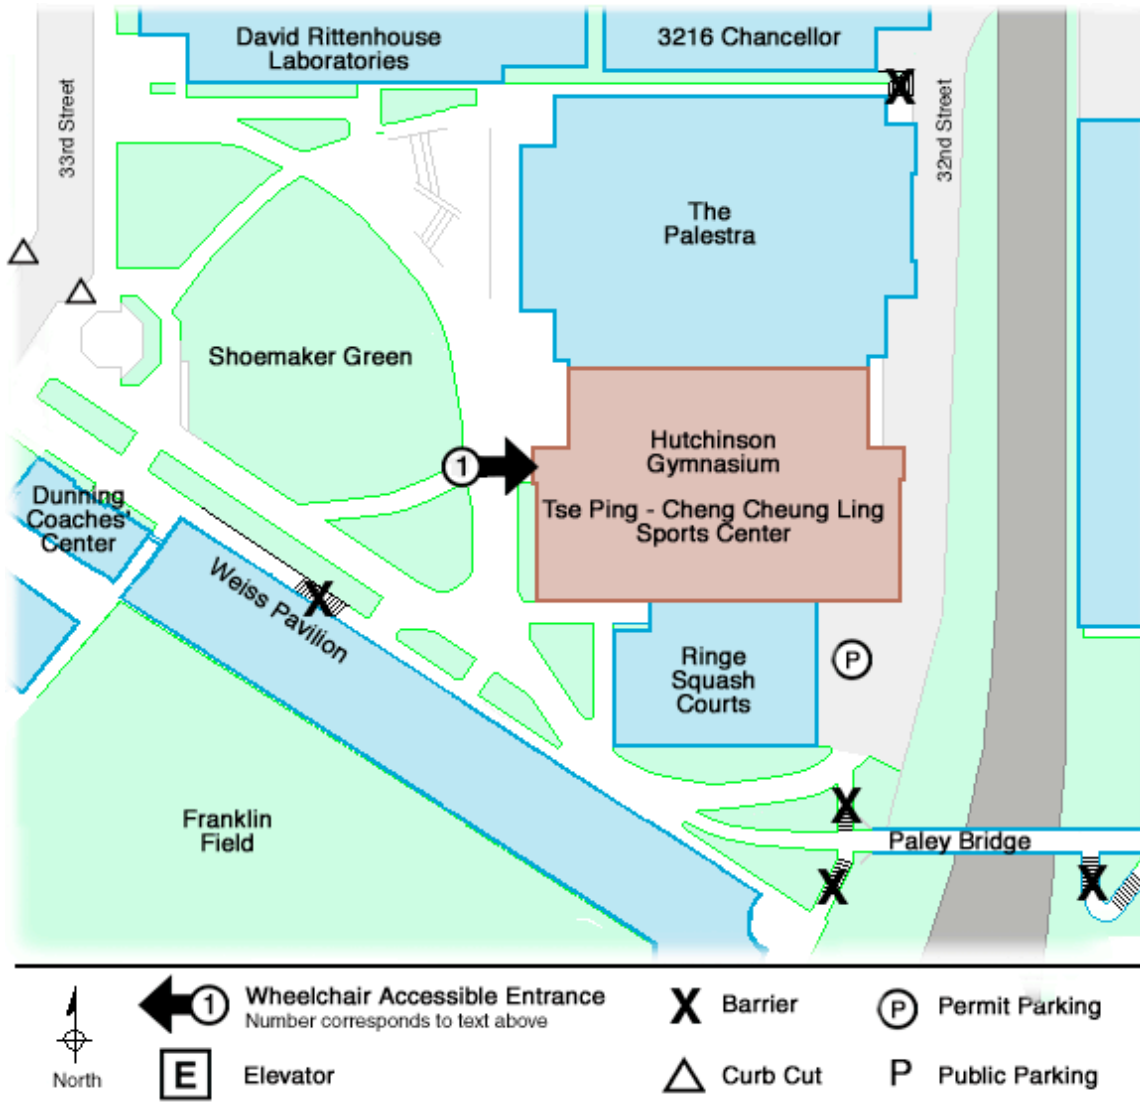 David Rittenhouse
Laboratories
3216 Chancellor
X
33rd Street
32nd Street
The
Palestra
Shoemaker Green
Hutchinson
Gymnasium
1
Tse Ping - Cheng Cheung Ling
Sports Center
Dunning
Coaches'
Center
X
Weiss Pavilion
Ringe
Squash
Courts
P
Franklin
Field
X
Paley Bridge
X
X
1
Wheelchair Accessible Entrance
Number corresponds to text above
X
Barrier
P
Permit Parking
North
E
Elevator
Curb Cut
P
Public Parking